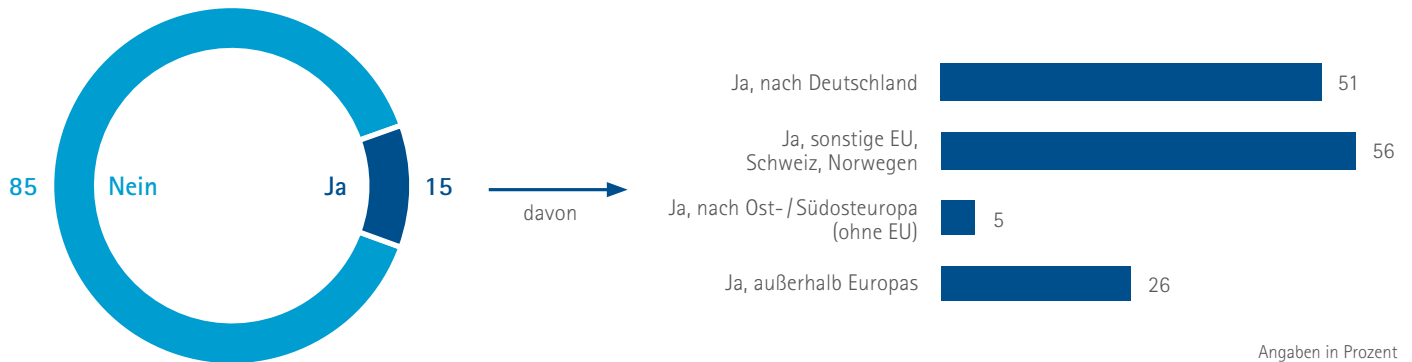 85 Nein Ja 15
davon
Ja, nach Deutschland 51
Ja, sonstige EU,
Schweiz, Norwegen 56
Ja, nach Ost-/Südosteuropa
(ohne EU) 5
Ja, außerhalb Europas 26
Angaben in Prozent